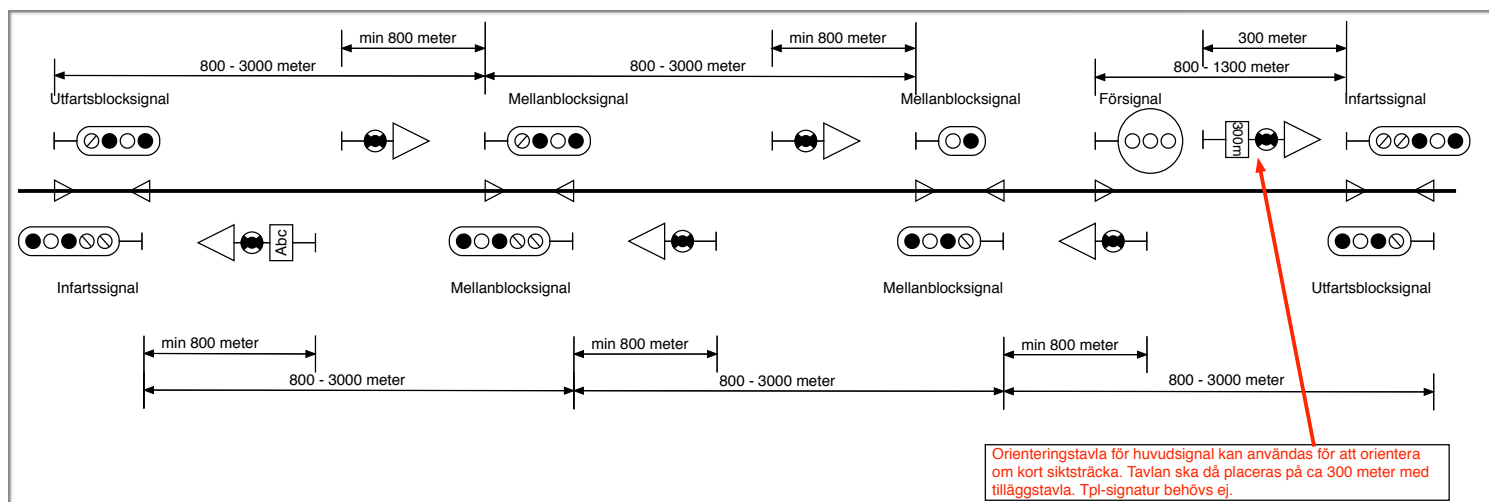 min 800 meter
min 800 meter
300 meter
800 - 3000 meter
800 - 3000 meter
800 - 1300 meter
Utfartsblocksignal
Mellanblocksignal
Mellanblocksignal
Försignal
Infartssignal
300m
Abc
Infartssignal
Mellanblocksignal
Mellanblocksignal
Utfartsblocksignal
min 800 meter
min 800 meter
min 800 meter
800 - 3000 meter
800 - 3000 meter
800 - 3000 meter
Orienteringstavla för huvudsignal kan användas för att orientera
om kort siktsträcka. Tavlan ska då placeras på ca 300 meter med
tilläggstavla. Tpl-signatur behövs ej.